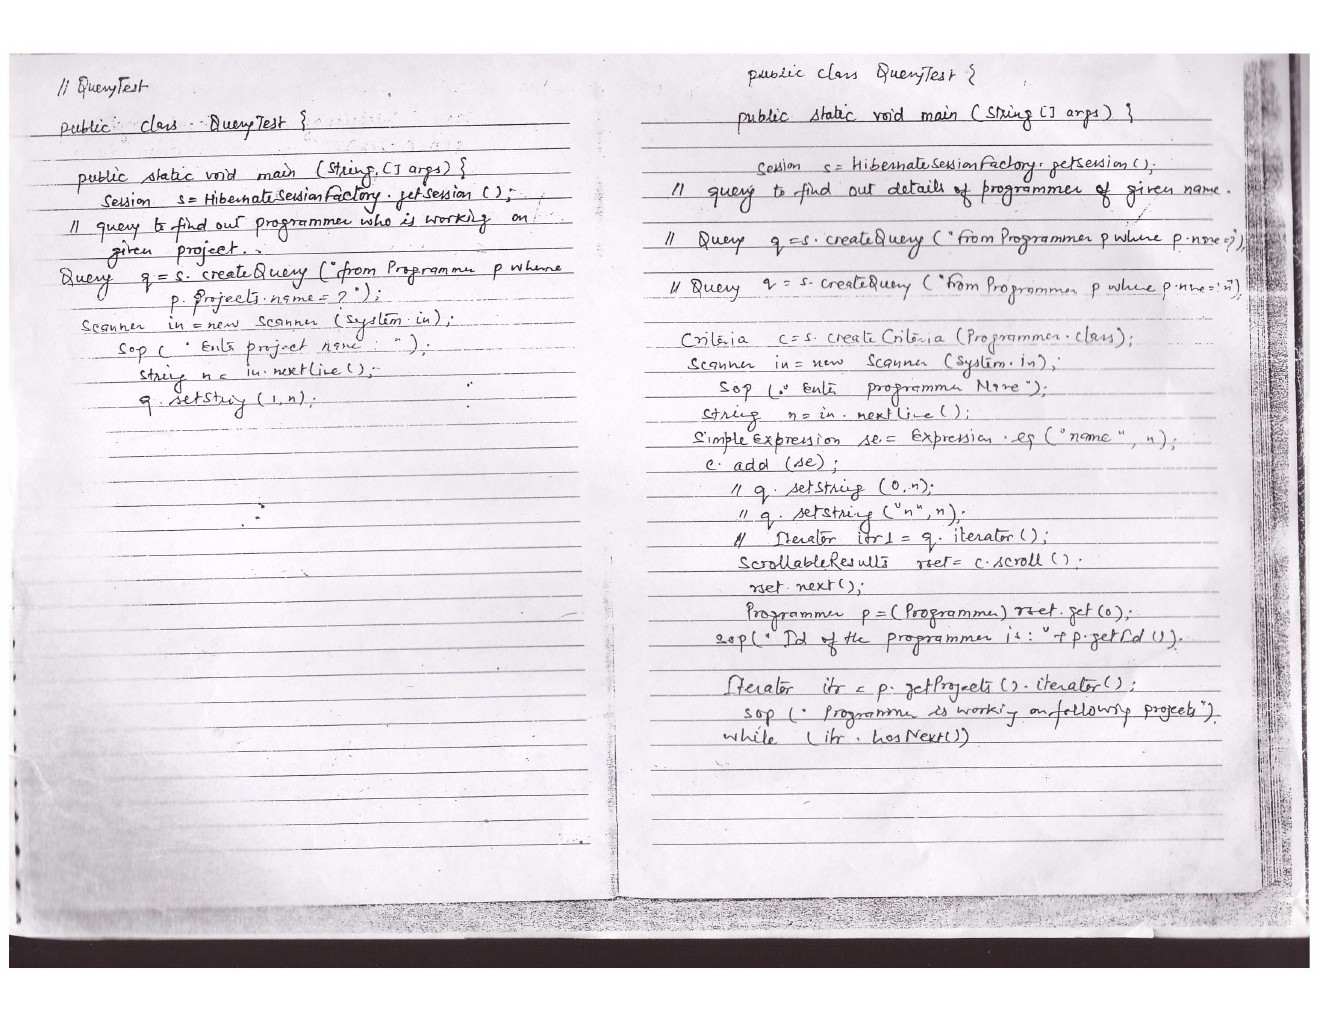 // QueryTest
public class QueryTest {
public static void main (String [] args) {
Session s = HibernateSessionFactory.getSession ();
// query to find out programmer who is working on
given project..
Query q = s. createQuery ("from Programmer p where
p. Projects.name = ? ");
Scanner in = new Scanner (System.in);
Sop ( " Enter project name : " );
String n = in.nextLine ();
q. setString (1, n);
public class QueryTest {
public static void main (String [] args) {
Session s = HibernateSessionFactory. getSession ();
// query to find out details of programmer of given name.
// Query q = s. createQuery ("from Programmer p where p.name = ?")
// Query q = s. createQuery ("from Programmer p where p.name = :n");
Criteria c = s. createCriteria (Programmer.class);
Scanner in = new Scanner (System.in);
Sop (" Enter programmer Name");
String n = in. nextLine ();
SimpleExpression se = Expression.eq ("name", n);
c. add (se);
// q. setString (0, n);
// q. setString ("n", n);
// Iterator itr1 = q. iterator ();
ScrollableResults rset = c.scroll ();
rset.next ();
Programmer p = (Programmer) rset.get (0);
sop (" Id of the programmer is: " + p.getId ());
Iterator itr = p. getProjects ().iterator ();
sop (" Programmer is working on following projects")
while (itr. hasNext())